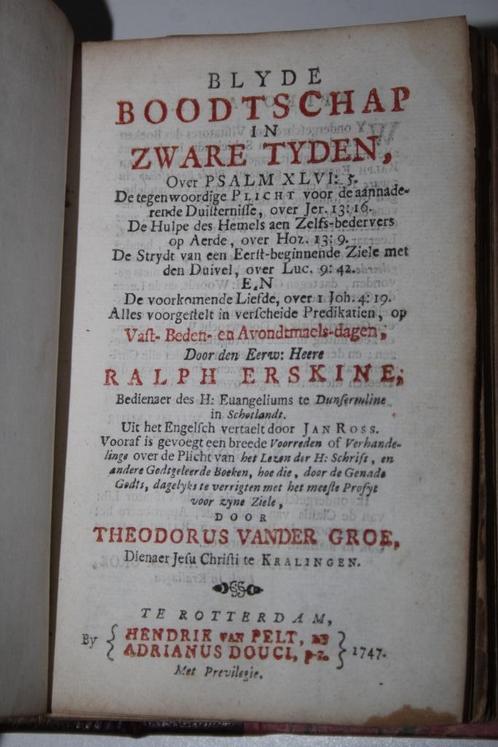 BLYDE
BOODTSCHAP
IN
ZWARE TYDEN,
Over PSALM XLVI: 5.
De tegenwoordige PLICHT voor de aannade-
rende Duisternisse, over Jer. 13: 16.
De Hulpe des Hemels aen Zelfs-bedervers
op Aerde, over Hoz. 13: 9.
De Strydt van een Eerst-beginnende Ziele met
den Duivel, over Luc. 9: 42.
EN
De voorkomende Liefde, over 1 Joh. 4: 19.
Alles voorgestelt in verscheide Predikatien, op
Vast- Beden- en Avondtmaels-dagen;
Door den Eerw: Heere
RALPH ERSKINE,
Bedienaer des H: Euangeliums te Dunfermline
in Schotlandt.
Uit het Engelsch vertaelt door JAN ROSS.
Vooraf is gevoegt een breede Voorreden of Verhande-
linge over de Plicht van het Lezen der H: Schrift, en
andere Godtgeleerde Boeken, hoe die, door de Genade
Godts, dagelyks te verrigten met het meeste Profyt
voor zyne Ziele,
DOOR
THEODORUS VANDER GROE,
Dienaer Jesu Christi te KRALINGEN.
TE ROTTERDAM,
By { HENDRIK VAN PELT, EN
ADRIANUS DOUCI, p.z. } 1747.
Met Previlegie.